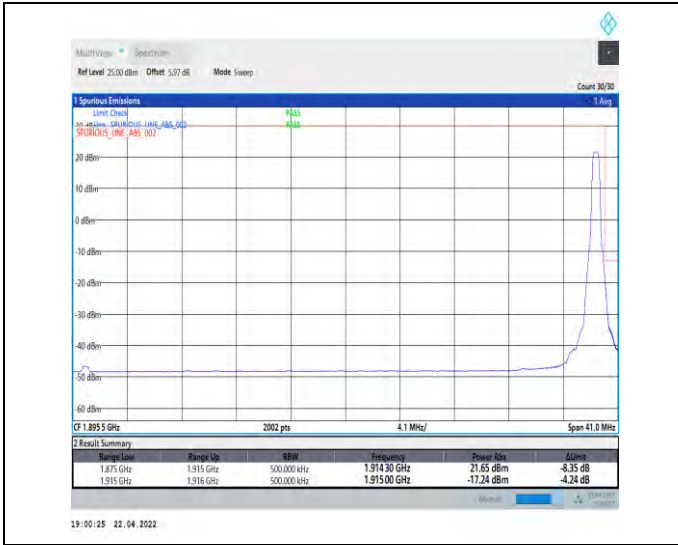 MultiView Spectrum
Ref Level 25.00 dBm Offset 5.97 dB Mode Sweep
Count 30/30
1 Spurious Emissions 1 Avg
Limit Check PASS
SPURIOUS_LINE_ABS_002 PASS
SPURIOUS_LINE_ABS_002
20 dBm
10 dBm
0 dBm
-10 dBm
-20 dBm
-30 dBm
-40 dBm
-50 dBm
-60 dBm
CF 1.895 5 GHz 2002 pts 4.1 MHz/ Span 41.0 MHz
2 Result Summary
Range Low Range Up RBW Frequency Power Abs ΔLimit
1.875 GHz 1.915 GHz 500.000 kHz 1.914 30 GHz 21.65 dBm -8.35 dB
1.915 GHz 1.916 GHz 500.000 kHz 1.915 00 GHz -17.24 dBm -4.24 dB
19:00:25 22.04.2022